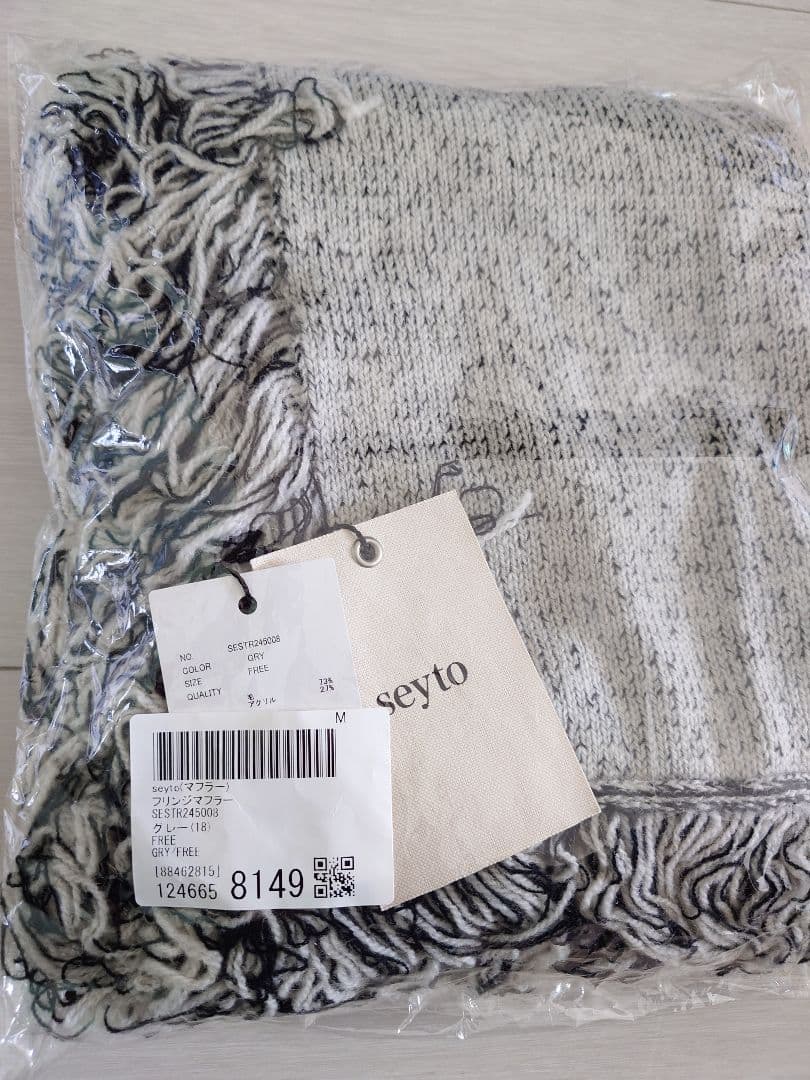 NO. SESTR245008
COLOR GRY
SIZE FREE
QUALITY 毛 73%
アクリル 27%
seyto
M
seyto(マフラー)
フリンジマフラー
SESTR245008
グレー(18)
FREE
GRY/FREE
[88462815]
124665 8149